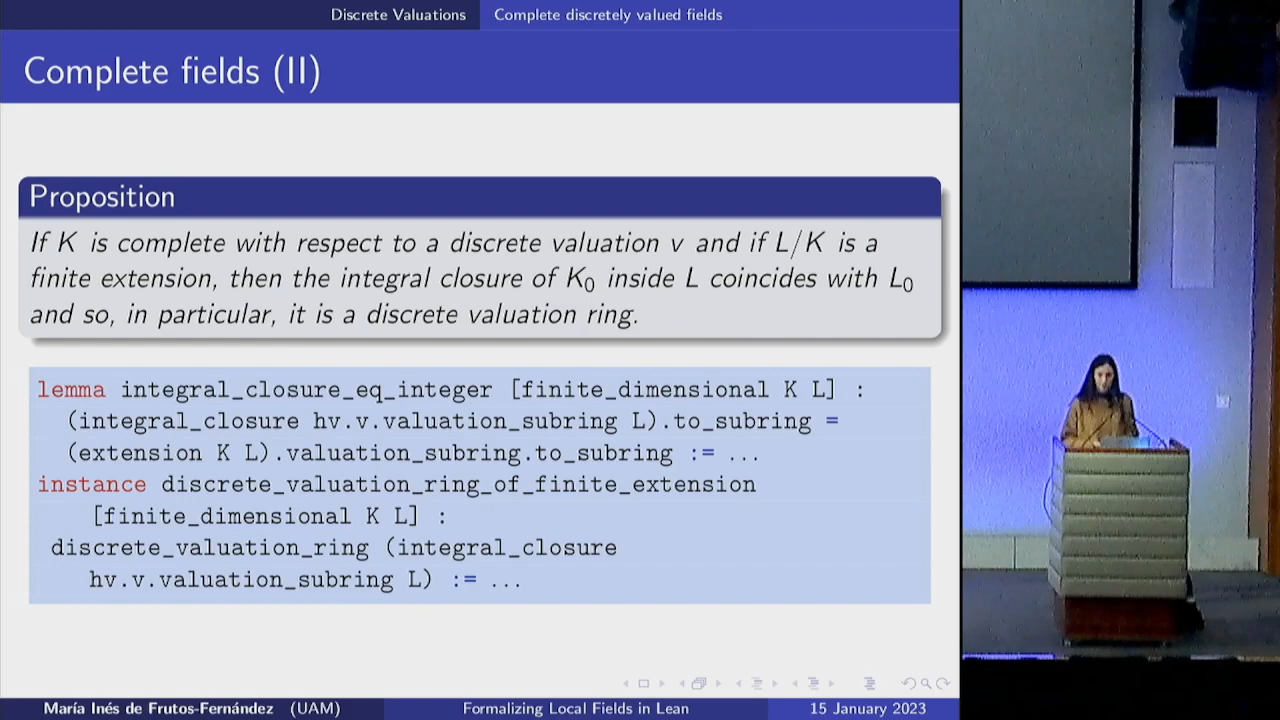 Discrete Valuations Complete discretely valued fields
Complete fields (II)
Proposition
If K is complete with respect to a discrete valuation v and if L/K is a
finite extension, then the integral closure of K₀ inside L coincides with L₀
and so, in particular, it is a discrete valuation ring.
lemma integral_closure_eq_integer [finite_dimensional K L] :
(integral_closure hv.v.valuation_subring L).to_subring =
(extension K L).valuation_subring.to_subring := ...
instance discrete_valuation_ring_of_finite_extension
[finite_dimensional K L] :
discrete_valuation_ring (integral_closure
hv.v.valuation_subring L) := ...
María Inés de Frutos-Fernández (UAM) Formalizing Local Fields in Lean 15 January 2023